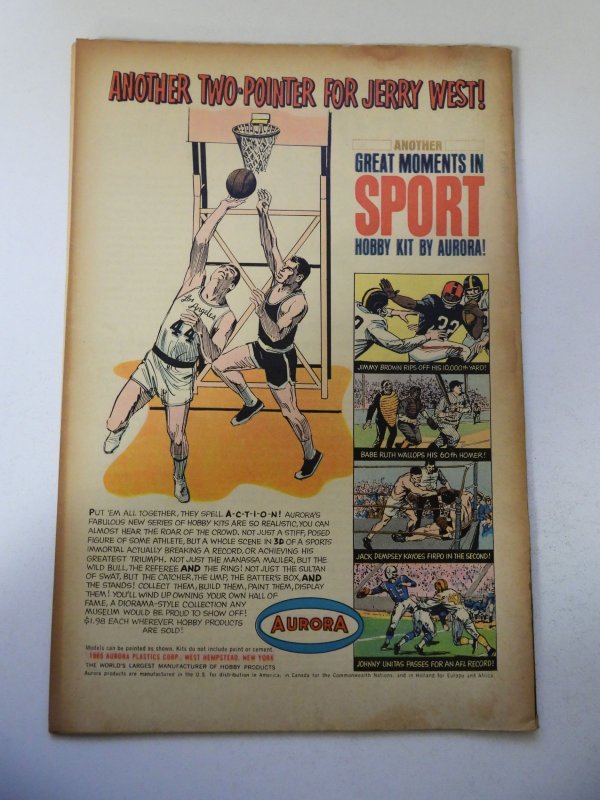 ANOTHER TWO-POINTER FOR JERRY WEST!
ANOTHER
GREAT MOMENTS IN
SPORT
HOBBY KIT BY AURORA!
Los Angeles
44
32
JIMMY BROWN RIPS OFF HIS 10,000th YARD!
BABE RUTH WALLOPS HIS 60th HOMER!
JACK DEMPSEY KAYOES FIRPO IN THE SECOND!
JOHNNY UNITAS PASSES FOR AN AFL RECORD!
PUT 'EM ALL TOGETHER, THEY SPELL A-C-T-I-O-N! AURORA'S
FABULOUS NEW SERIES OF HOBBY KITS ARE SO REALISTIC, YOU CAN
ALMOST HEAR THE ROAR OF THE CROWD. NOT JUST A STIFF, POSED
FIGURE OF SOME ATHLETE, BUT A WHOLE SCENE IN 3D OF A SPORTS
IMMORTAL ACTUALLY BREAKING A RECORD, OR ACHIEVING HIS
GREATEST TRIUMPH. NOT JUST THE MANASSA MAULER, BUT THE
WILD BULL, THE REFEREE AND THE RING! NOT JUST THE SULTAN
OF SWAT, BUT THE CATCHER, THE UMP, THE BATTER'S BOX, AND
THE STANDS! COLLECT THEM, BUILD THEM, PAINT THEM, DISPLAY
THEM! YOU'LL WIND UP OWNING YOUR OWN HALL OF
FAME, A DIORAMA-STYLE COLLECTION ANY
MUSEUM WOULD BE PROUD TO SHOW OFF!
$1.98 EACH WHEREVER HOBBY PRODUCTS
ARE SOLD!
AURORA
Models can be painted as shown. Kits do not include paint or cement.
1965 AURORA PLASTICS CORP., WEST HEMPSTEAD, NEW YORK
THE WORLD'S LARGEST MANUFACTURER OF HOBBY PRODUCTS
Aurora products are manufactured in the U.S. for distribution in America, in Canada for the Commonwealth Nations, and in Holland for Europe and Africa.